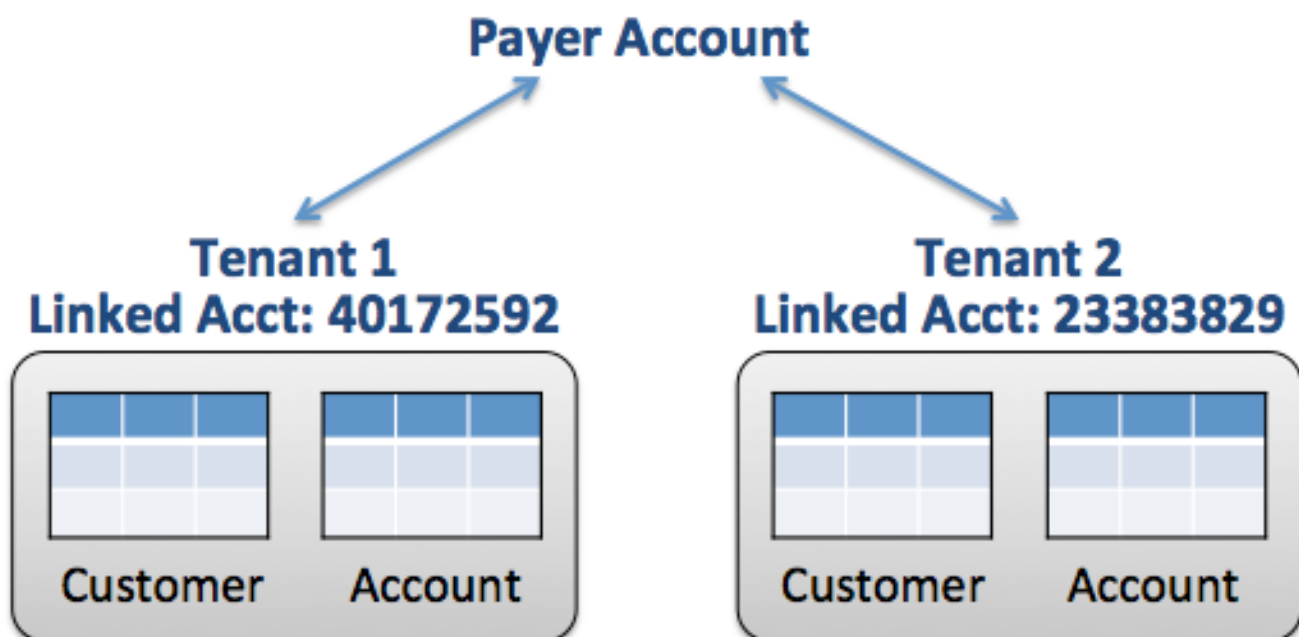 Payer Account
Tenant 1
Linked Acct: 40172592
Customer
Account
Tenant 2
Linked Acct: 23383829
Customer
Account